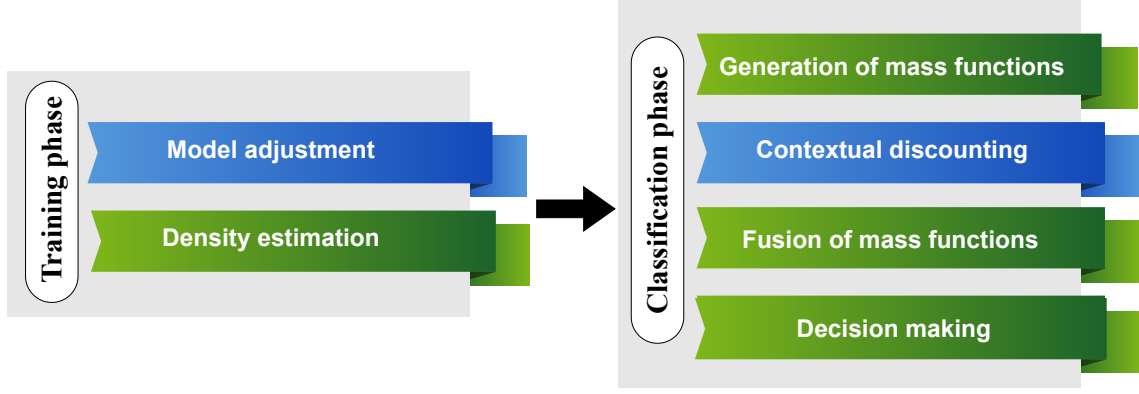 Training phase
Model adjustment
Density estimation
Classification phase
Generation of mass functions
Contextual discounting
Fusion of mass functions
Decision making